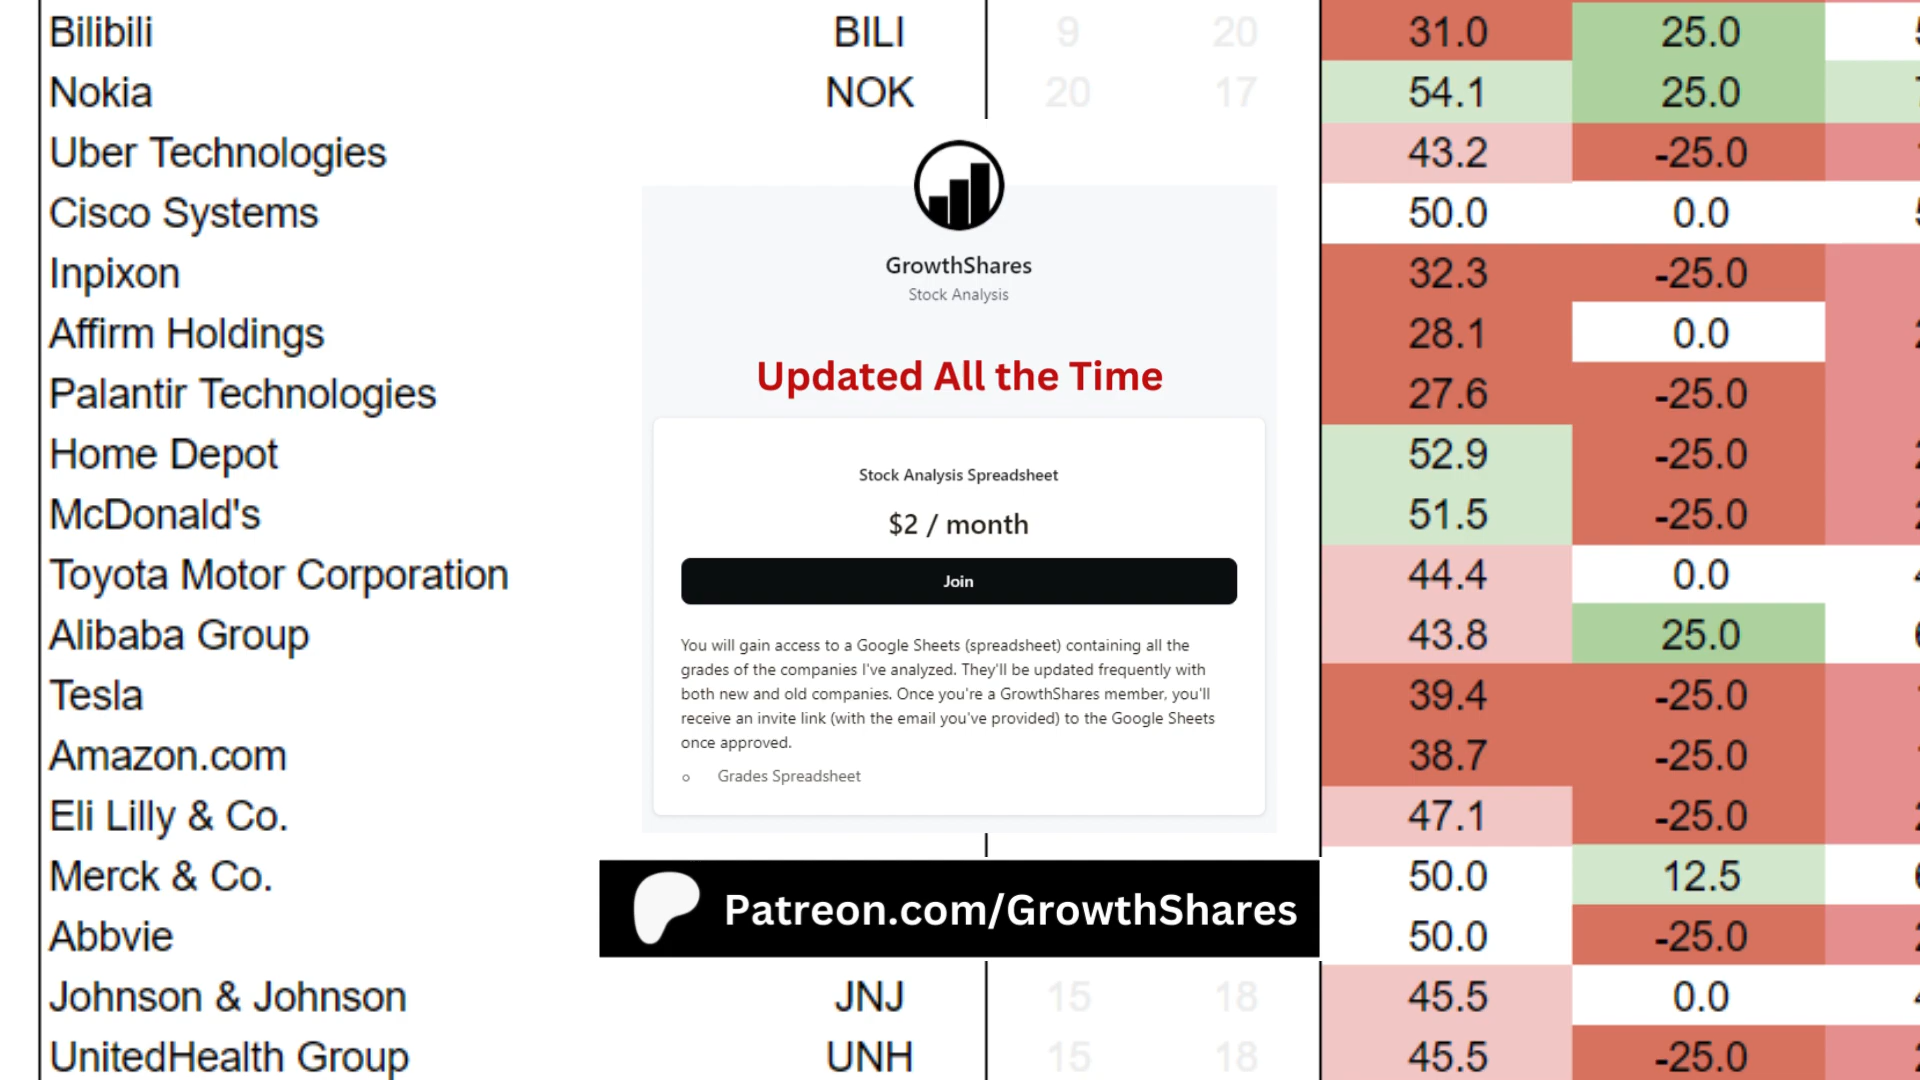 Bilibili BILI 9 20 31.0 25.0
Nokia NOK 20 17 54.1 25.0
Uber Technologies 43.2 -25.0
Cisco Systems 50.0 0.0
Inpixon 32.3 -25.0
Affirm Holdings 28.1 0.0
Palantir Technologies 27.6 -25.0
Home Depot 52.9 -25.0
McDonald's 51.5 -25.0
Toyota Motor Corporation 44.4 0.0
Alibaba Group 43.8 25.0
Tesla 39.4 -25.0
Amazon.com 38.7 -25.0
Eli Lilly & Co. 47.1 -25.0
Merck & Co. 50.0 12.5
Abbvie 50.0 -25.0
Johnson & Johnson JNJ 15 18 45.5 0.0
UnitedHealth Group UNH 15 18 45.5 -25.0
GrowthShares
Stock Analysis
Updated All the Time
Stock Analysis Spreadsheet
$2 / month
Join
You will gain access to a Google Sheets (spreadsheet) containing all the
grades of the companies I've analyzed. They'll be updated frequently with
both new and old companies. Once you're a GrowthShares member, you'll
receive an invite link (with the email you've provided) to the Google Sheets
once approved.
Grades Spreadsheet
Patreon.com/GrowthShares